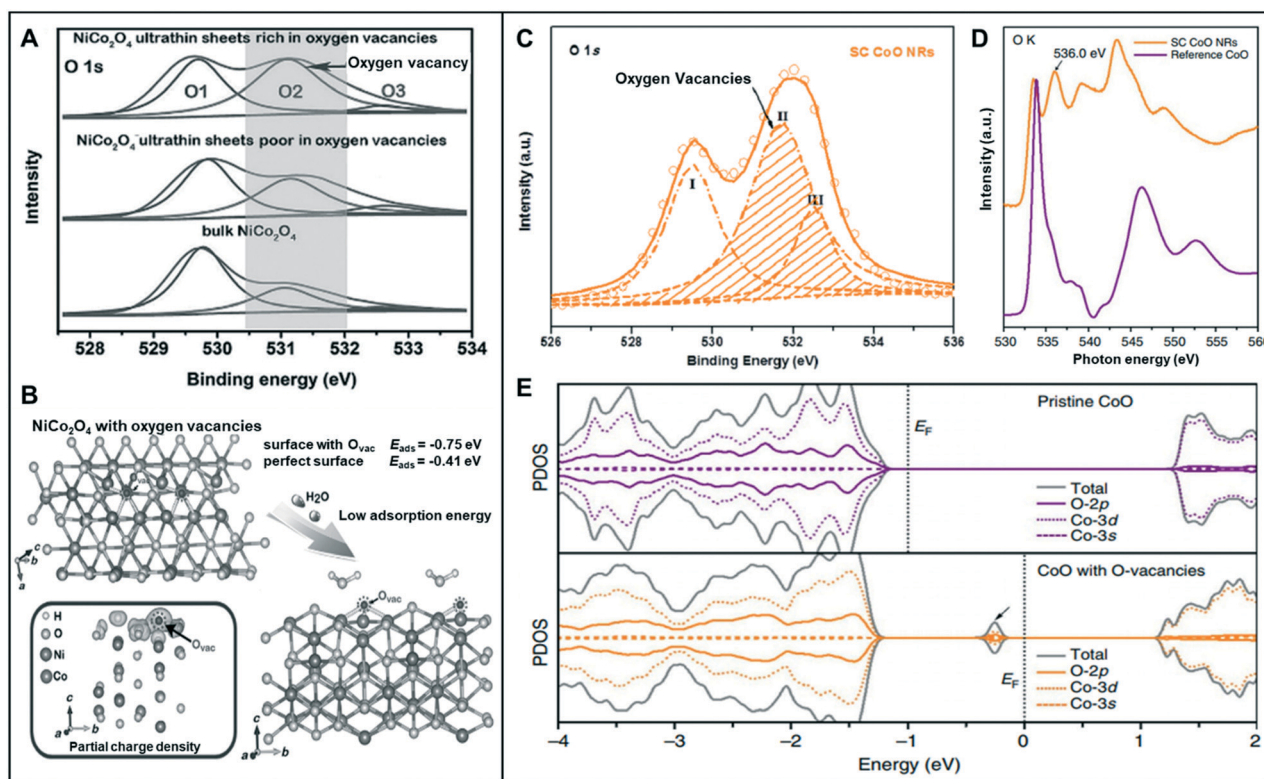 A
NiCo2O4 ultrathin sheets rich in oxygen vacancies
O 1s
Oxygen vacancy
O1
O2
O3
NiCo2O4 ultrathin sheets poor in oxygen vacancies
bulk NiCo2O4
Intensity
528 529 530 531 532 533 534
Binding energy (eV)
B
NiCo2O4 with oxygen vacancies
surface with Ovac Eads = -0.75 eV
perfect surface Eads = -0.41 eV
Ovac
H2O
Low adsorption energy
c
b
a
H
O
Ni
Co
Ovac
c
a
b
Partial charge density
Ovac
c
a
b
C
O 1s
SC CoO NRs
Oxygen Vacancies
I
II
III
Intensity (a.u.)
526 528 530 532 534 536
Binding Energy (eV)
D
O K
SC CoO NRs
Reference CoO
536.0 eV
Intensity (a.u.)
530 535 540 545 550 555 560
Photon energy (eV)
E
Pristine CoO
EF
PDOS
Total
O-2p
Co-3d
Co-3s
CoO with O-vacancies
EF
PDOS
Total
O-2p
Co-3d
Co-3s
−4 −3 −2 −1 0 1 2
Energy (eV)